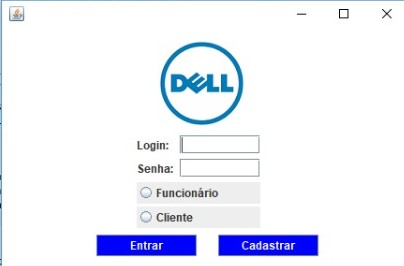 DELL
Login:
Senha:
Funcionário
Cliente
Entrar
Cadastrar